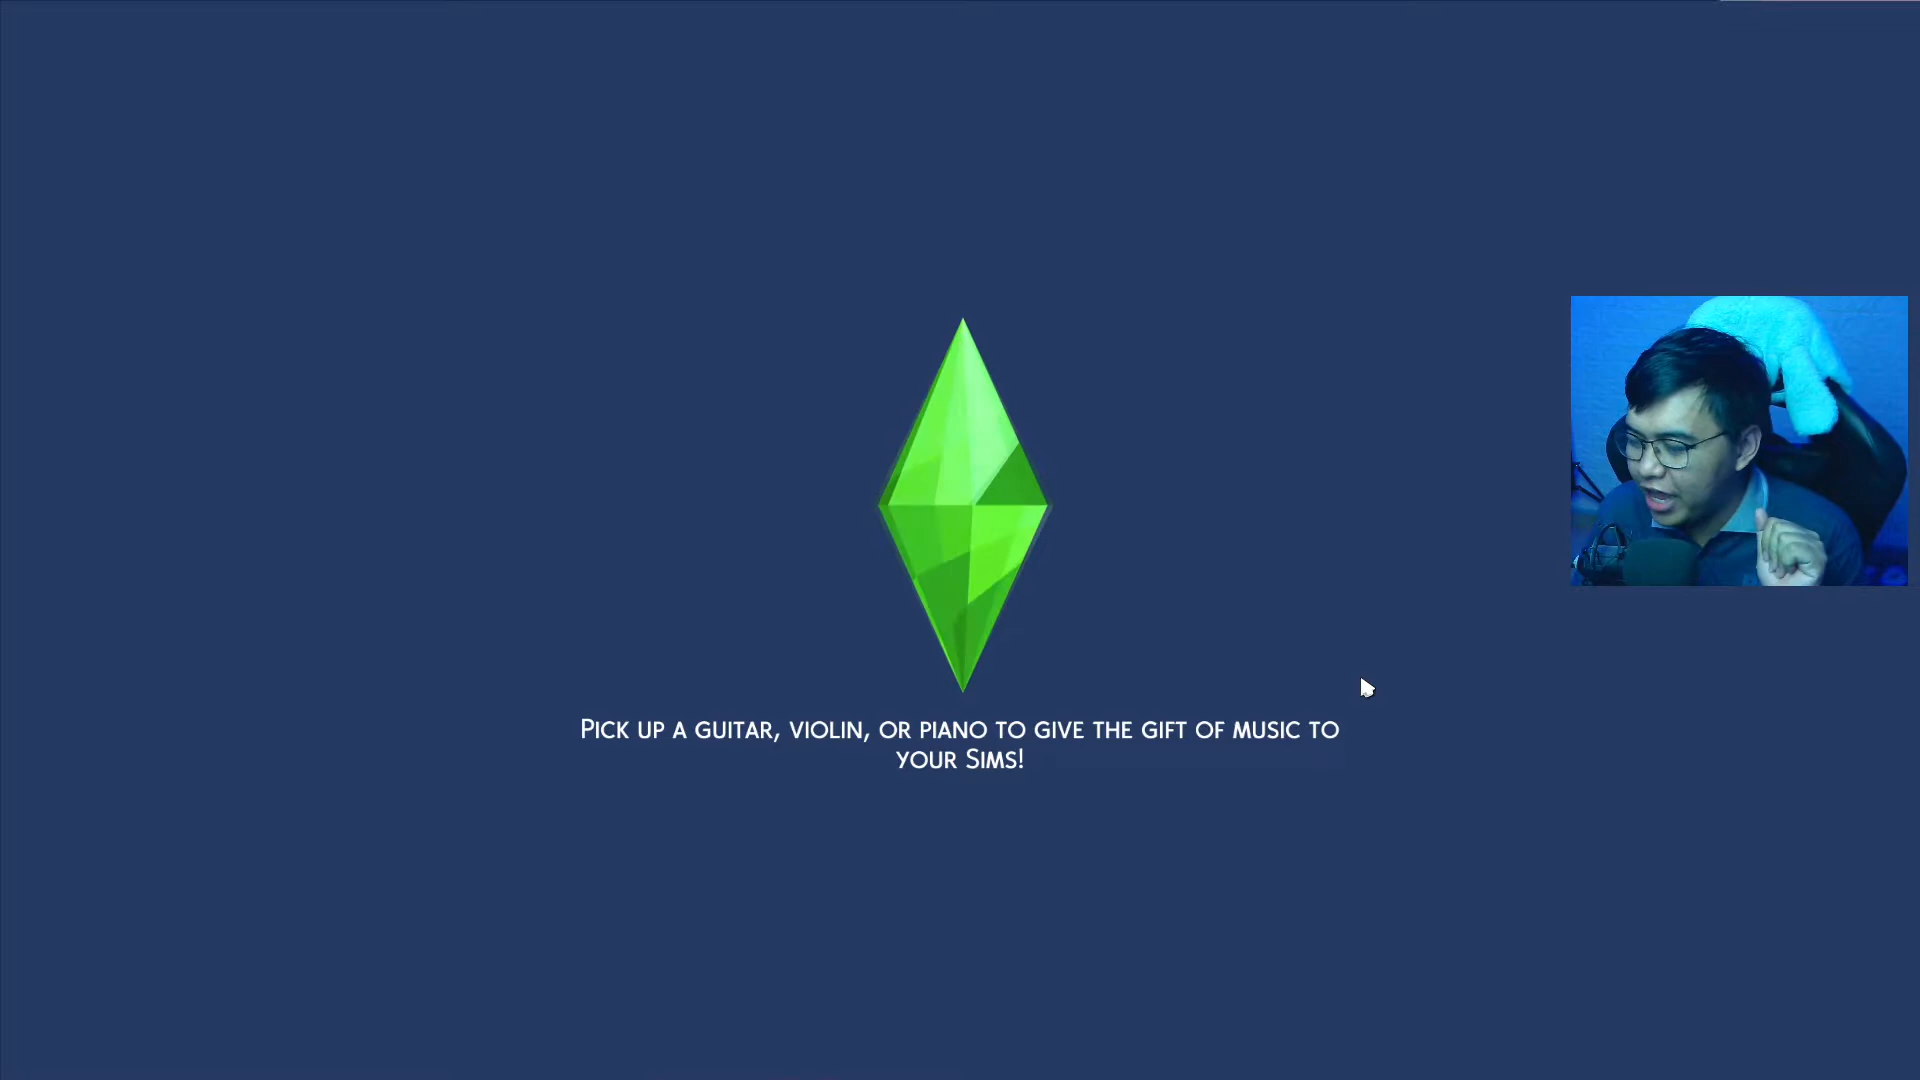 PICK UP A GUITAR, VIOLIN, OR PIANO TO GIVE THE GIFT OF MUSIC TO
YOUR SIMS!